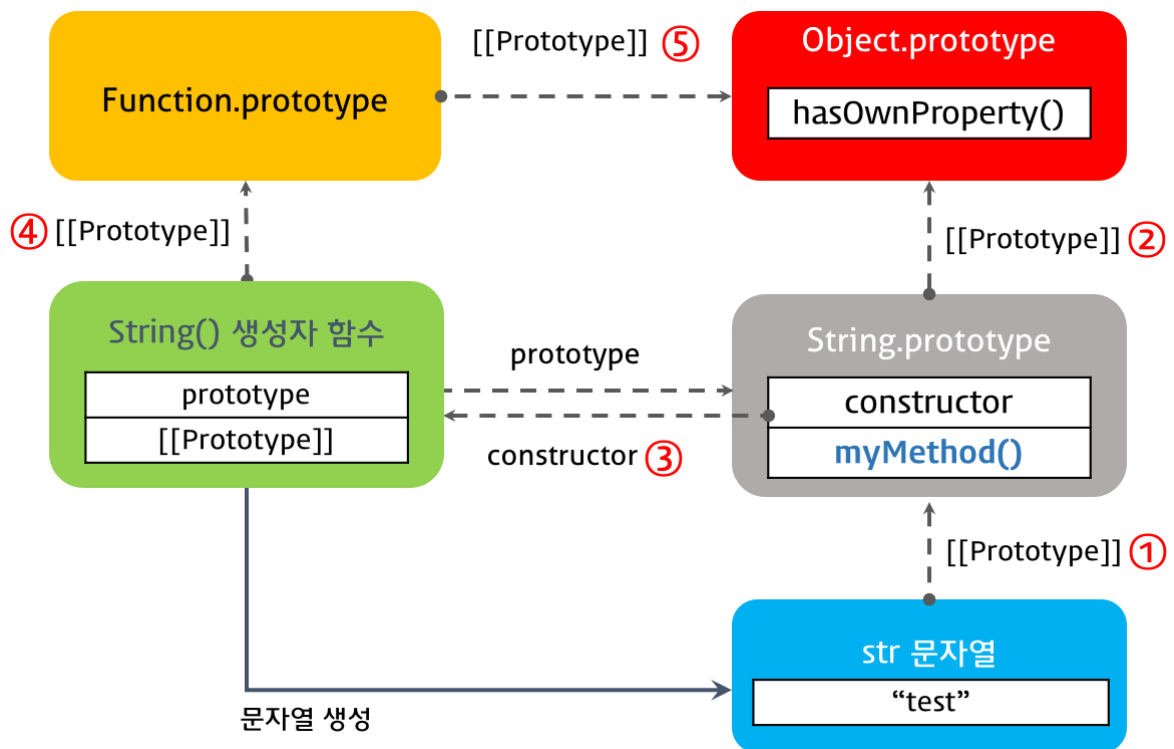 [[Prototype]] ⑤
Function.prototype
Object.prototype
hasOwnProperty()
④ [[Prototype]]
[[Prototype]] ②
String() 생성자 함수
prototype
[[Prototype]]
prototype
constructor ③
String.prototype
constructor
myMethod()
[[Prototype]] ①
str 문자열
“test”
문자열 생성